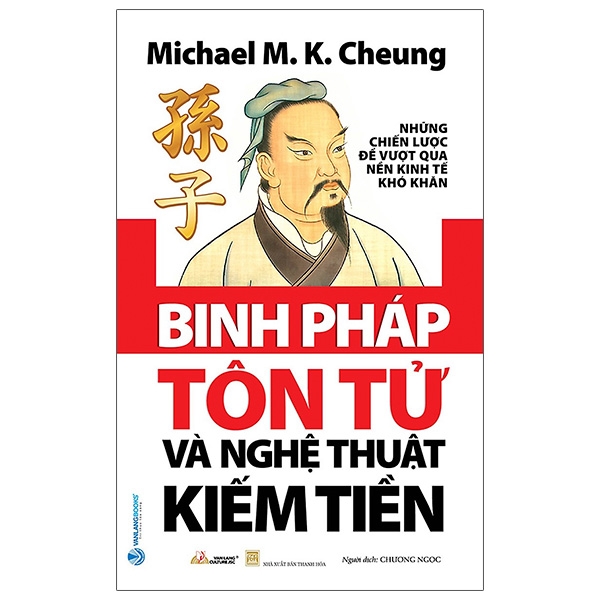 Michael M. K. Cheung
孫子
NHỮNG
CHIẾN LƯỢC
ĐỂ VƯỢT QUA
NỀN KINH TẾ
KHÓ KHĂN
BINH PHÁP
TÔN TỬ
VÀ NGHỆ THUẬT
KIẾM TIỀN
VANLANGBOOKS
VAN LANG
CULTURE JSC
NHÀ XUẤT BẢN THANH HÓA
Người dịch: CHƯƠNG NGỌC